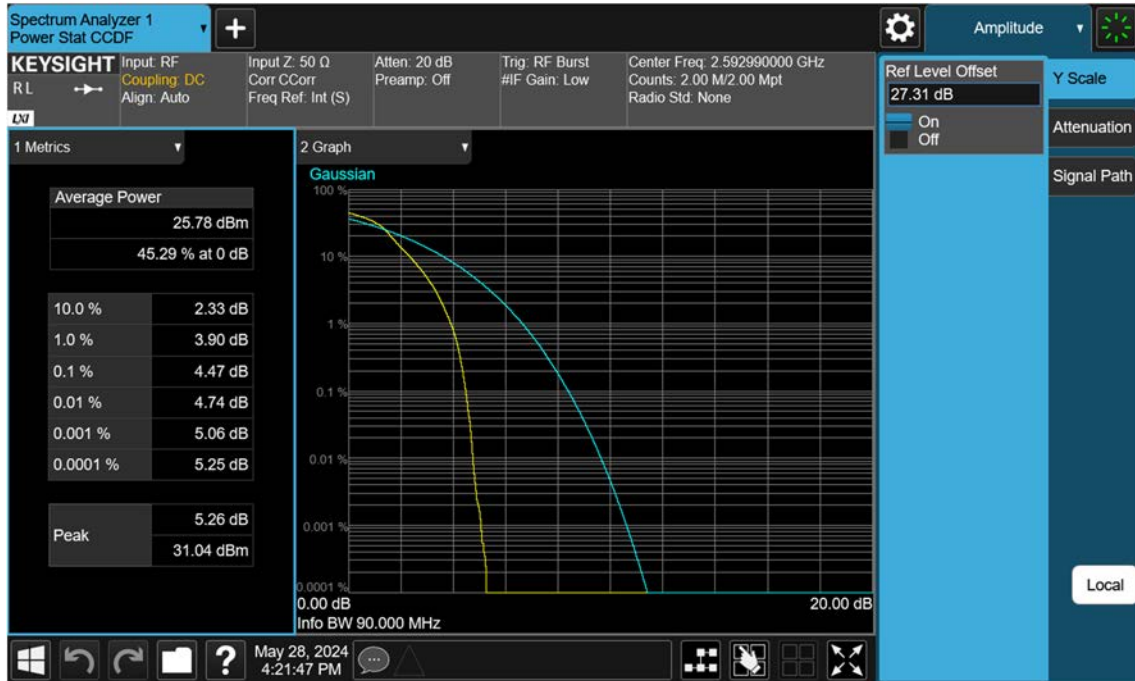 Spectrum Analyzer 1
Power Stat CCDF
Amplitude
KEYSIGHT
R L
LXI
Input: RF
Coupling: DC
Align: Auto
Input Z: 50 Ω
Corr CCorr
Freq Ref: Int (S)
Atten: 20 dB
Preamp: Off
Trig: RF Burst
#IF Gain: Low
Center Freq: 2.592990000 GHz
Counts: 2.00 M/2.00 Mpt
Radio Std: None
Ref Level Offset
27.31 dB
On
Off
Y Scale
Attenuation
Signal Path
1 Metrics
Average Power
25.78 dBm
45.29 % at 0 dB
10.0 % 2.33 dB
1.0 % 3.90 dB
0.1 % 4.47 dB
0.01 % 4.74 dB
0.001 % 5.06 dB
0.0001 % 5.25 dB
Peak 5.26 dB
31.04 dBm
2 Graph
Gaussian
100 %
10 %
1 %
0.1 %
0.01 %
0.001 %
0.0001 %
0.00 dB 20.00 dB
Info BW 90.000 MHz
Local
?
May 28, 2024
4:21:47 PM